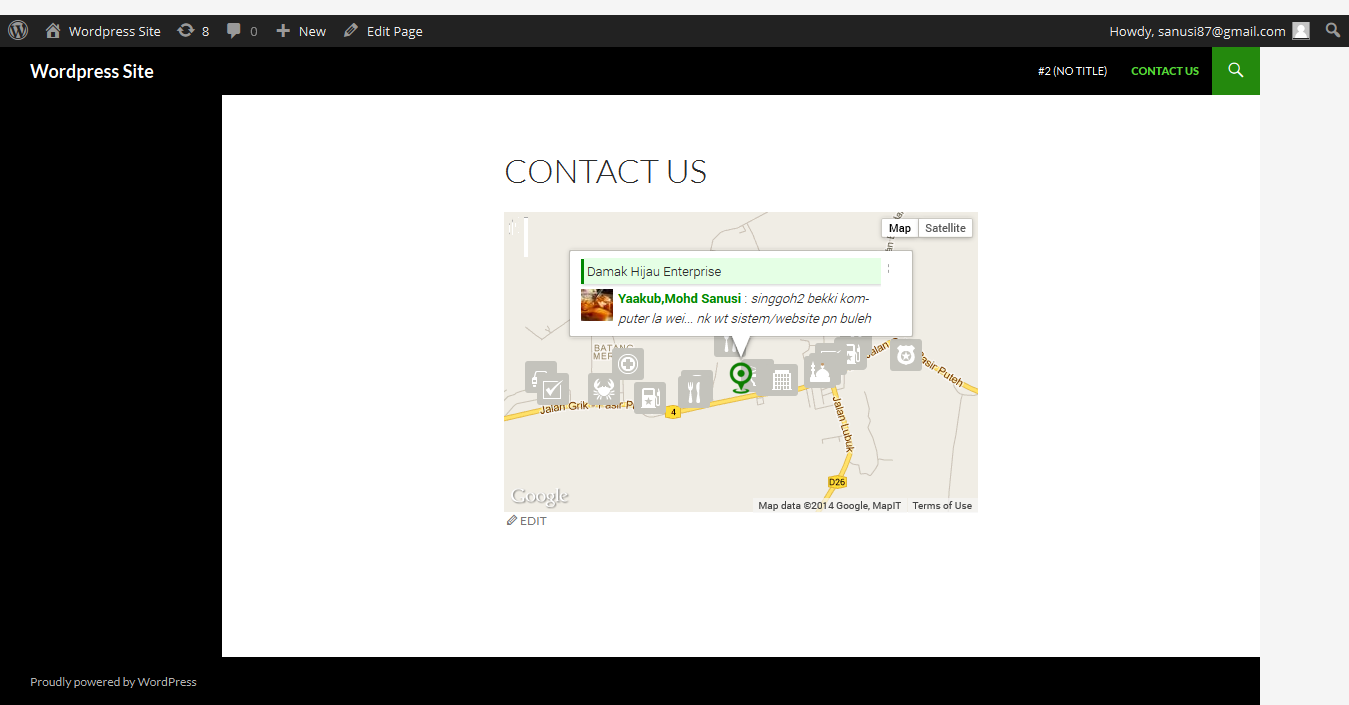 Wordpress Site 8 0 New Edit Page Howdy, sanusi87@gmail.com
Wordpress Site #2 (NO TITLE) CONTACT US
CONTACT US
Map Satellite
Damak Hijau Enterprise
Yaakub,Mohd Sanusi : singgoh2 bekki kom-
puter la wei... nk wt sistem/website pn buleh
BATANG
MER
Jalan
Pasir Puteh
Jalan Grik - Pasir P
4
Jalan Lubuk
D26
Google
Map data ©2014 Google, MapIT Terms of Use
EDIT
Proudly powered by WordPress